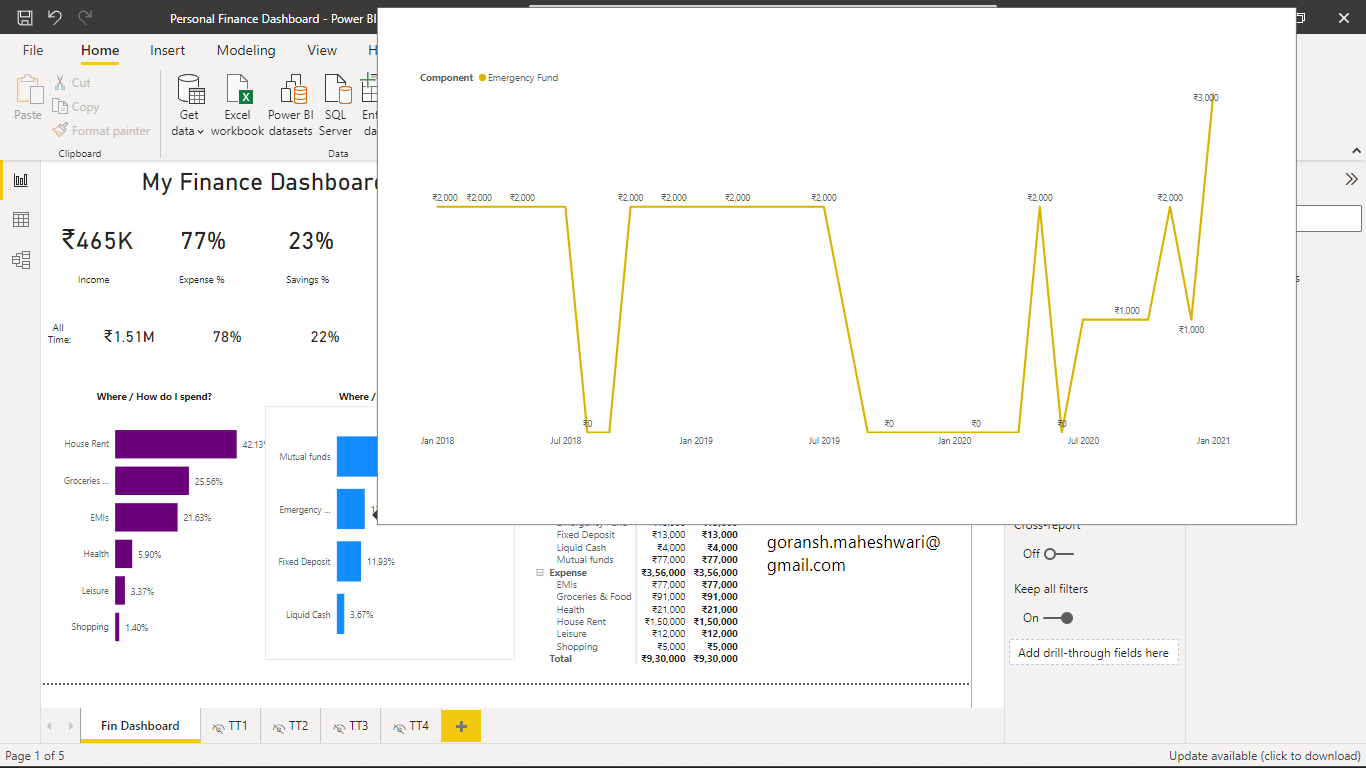 Personal Finance Dashboard - Power BI
File Home Insert Modeling View H
Paste
Cut
Copy
Format painter
Clipboard
Get data
Excel workbook
Power BI datasets
SQL Server
Ent
da
Data
My Finance Dashboard
₹465K 77% 23%
Income Expense % Savings %
All Time: ₹1.51M 78% 22%
Where / How do I spend?
House Rent 42.13
Groceries ... 25.56%
EMIs 21.63%
Health 5.90%
Leisure 3.37%
Shopping 1.40%
Where /
Mutual funds
Emergency ...
Fixed Deposit 11.93%
Liquid Cash 3.67%
Component Emergency Fund
₹3,000
₹2,000 ₹2,000 ₹2,000 ₹2,000 ₹2,000 ₹2,000 ₹2,000 ₹2,000 ₹2,000
₹1,000
₹1,000
₹0 ₹0 ₹0 ₹0
Jan 2018 Jul 2018 Jan 2019 Jul 2019 Jan 2020 Jul 2020 Jan 2021
Fixed Deposit ₹13,000 ₹13,000
Liquid Cash ₹4,000 ₹4,000
Mutual funds ₹77,000 ₹77,000
Expense ₹3,56,000 ₹3,56,000
EMIs ₹77,000 ₹77,000
Groceries & Food ₹91,000 ₹91,000
Health ₹21,000 ₹21,000
House Rent ₹1,50,000 ₹1,50,000
Leisure ₹12,000 ₹12,000
Shopping ₹5,000 ₹5,000
Total ₹9,30,000 ₹9,30,000
goransh.maheshwari@
gmail.com
Cross-report
Off
Keep all filters
On
Add drill-through fields here
Fin Dashboard TT1 TT2 TT3 TT4
Page 1 of 5
Update available (click to download)